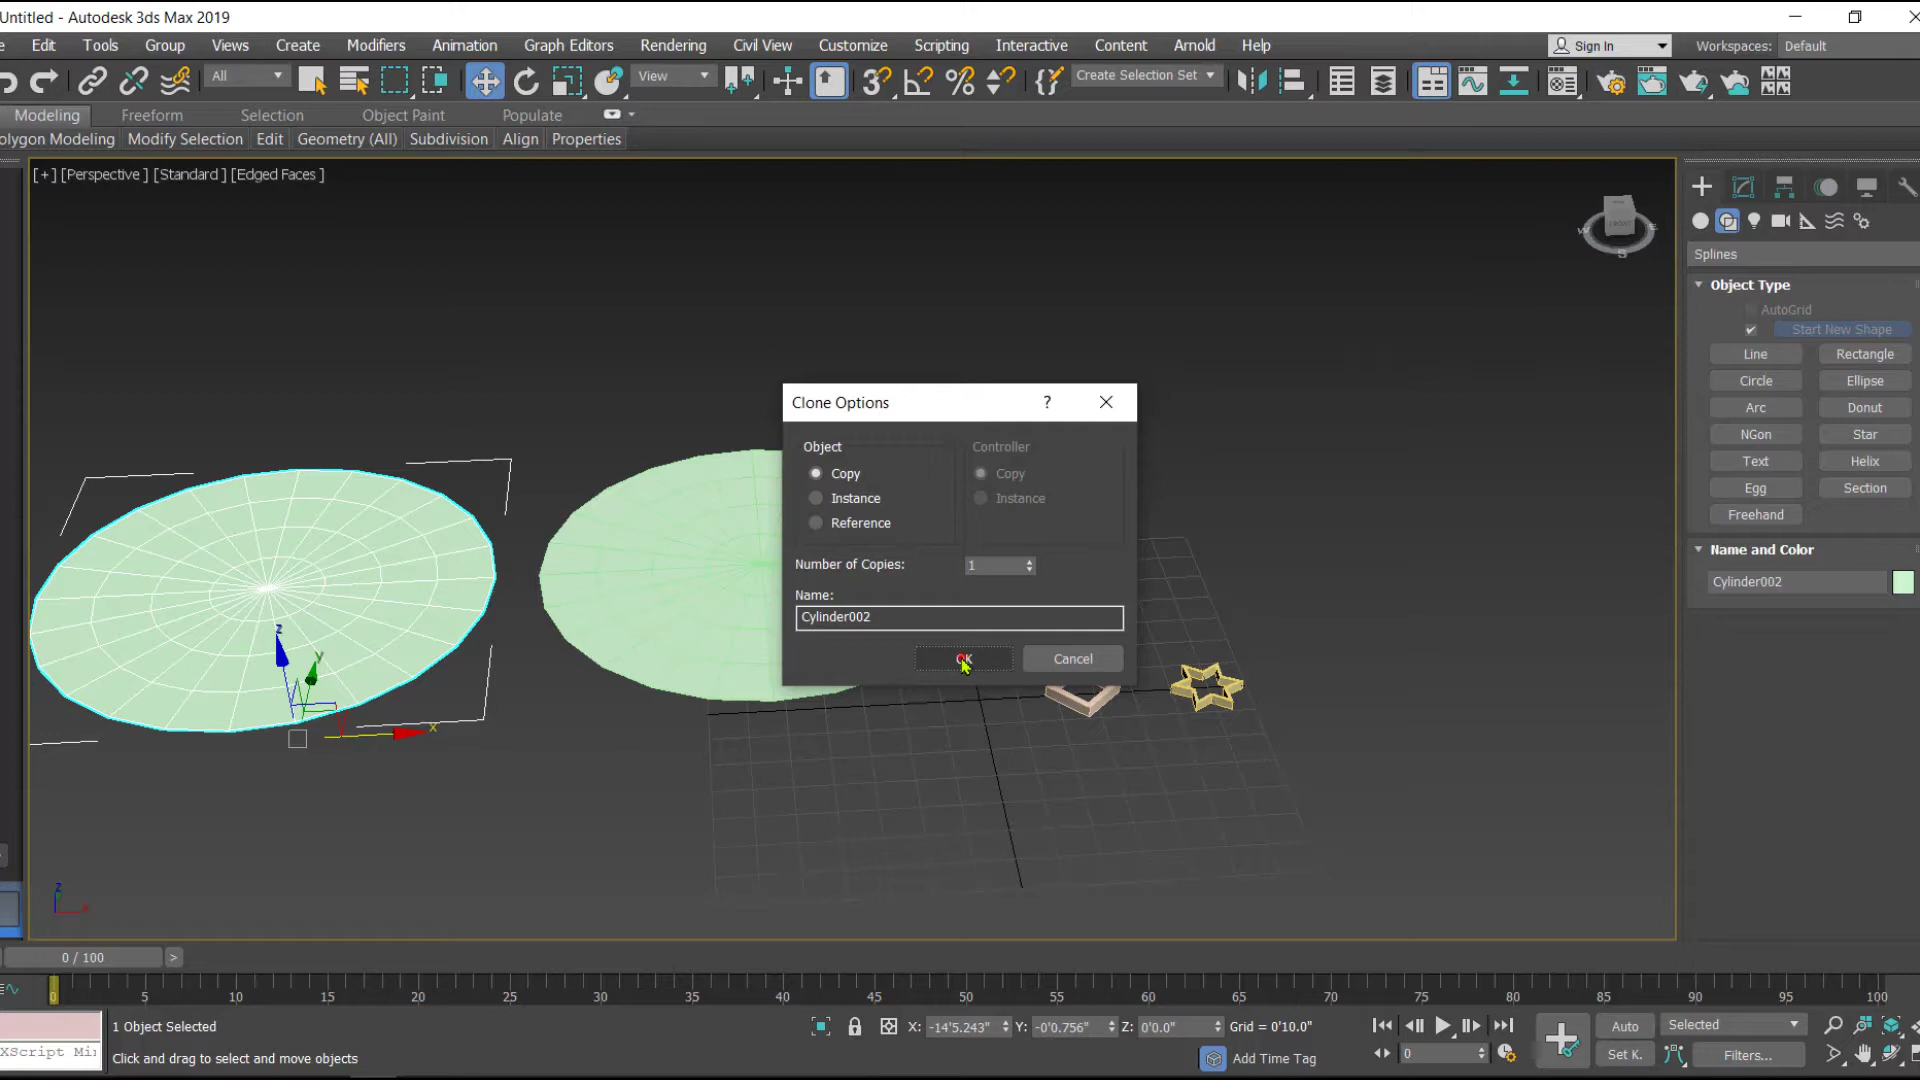 Untitled - Autodesk 3ds Max 2019
Edit Tools Group Views Create Modifiers Animation Graph Editors Rendering Civil View Customize Scripting Interactive Content Arnold Help
Sign In Workspaces: Default
All View Create Selection Set
Modeling Freeform Selection Object Paint Populate
olygon Modeling Modify Selection Edit Geometry (All) Subdivision Align Properties
[+] [Perspective ] [Standard ] [Edged Faces ]
Splines
Object Type
AutoGrid
Start New Shape
Line Rectangle
Circle Ellipse
Arc Donut
NGon Star
Text Helix
Egg Section
Freehand
Name and Color
Cylinder002
Clone Options ?
Object Controller
Copy Copy
Instance Instance
Reference
Number of Copies: 1
Name:
Cylinder002
OK Cancel
z
y
x
0 / 100 >
0 5 10 15 20 25 30 35 40 45 50 55 60 65 70 75 80 85 90 95 100
1 Object Selected
X: -14'5.243" Y: -0'0.756" Z: 0'0.0" Grid = 0'10.0"
Auto Selected
XScript Mi
Click and drag to select and move objects
Add Time Tag
0
Set K. Filters...